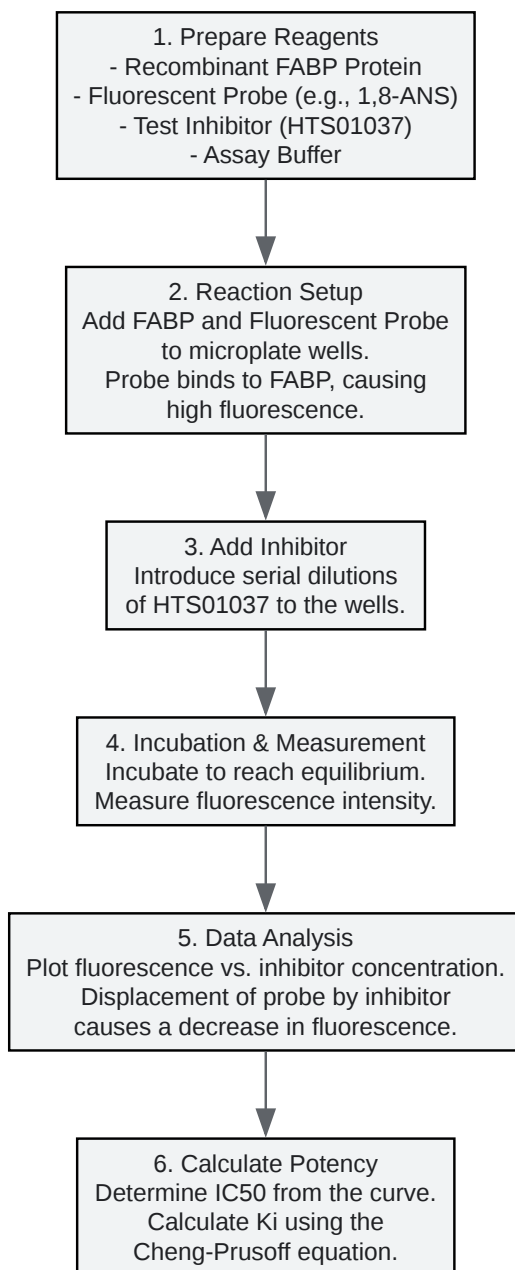 1. Prepare Reagents
- Recombinant FABP Protein
- Fluorescent Probe (e.g., 1,8-ANS)
- Test Inhibitor (HTS01037)
- Assay Buffer
2. Reaction Setup
Add FABP and Fluorescent Probe
to microplate wells.
Probe binds to FABP, causing
high fluorescence.
3. Add Inhibitor
Introduce serial dilutions
of HTS01037 to the wells.
4. Incubation & Measurement
Incubate to reach equilibrium.
Measure fluorescence intensity.
5. Data Analysis
Plot fluorescence vs. inhibitor concentration.
Displacement of probe by inhibitor
causes a decrease in fluorescence.
6. Calculate Potency
Determine IC50 from the curve.
Calculate Ki using the
Cheng-Prusoff equation.